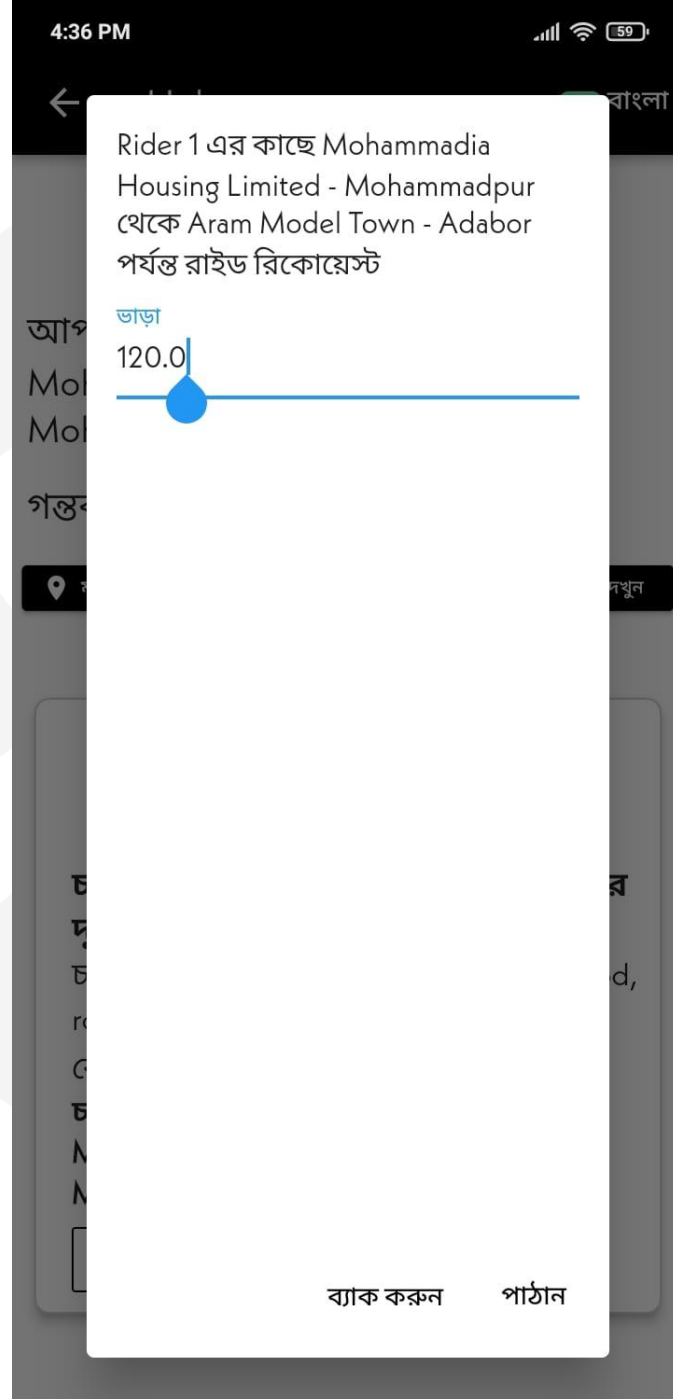 4:36 PM
59
বাংলা
Rider 1 এর কাছে Mohammadia
Housing Limited - Mohammadpur
থেকে Aram Model Town - Adabor
পর্যন্ত রাইড রিকোয়েস্ট
ভাড়া
120.0
d,
ব্যাক করুন পাঠান